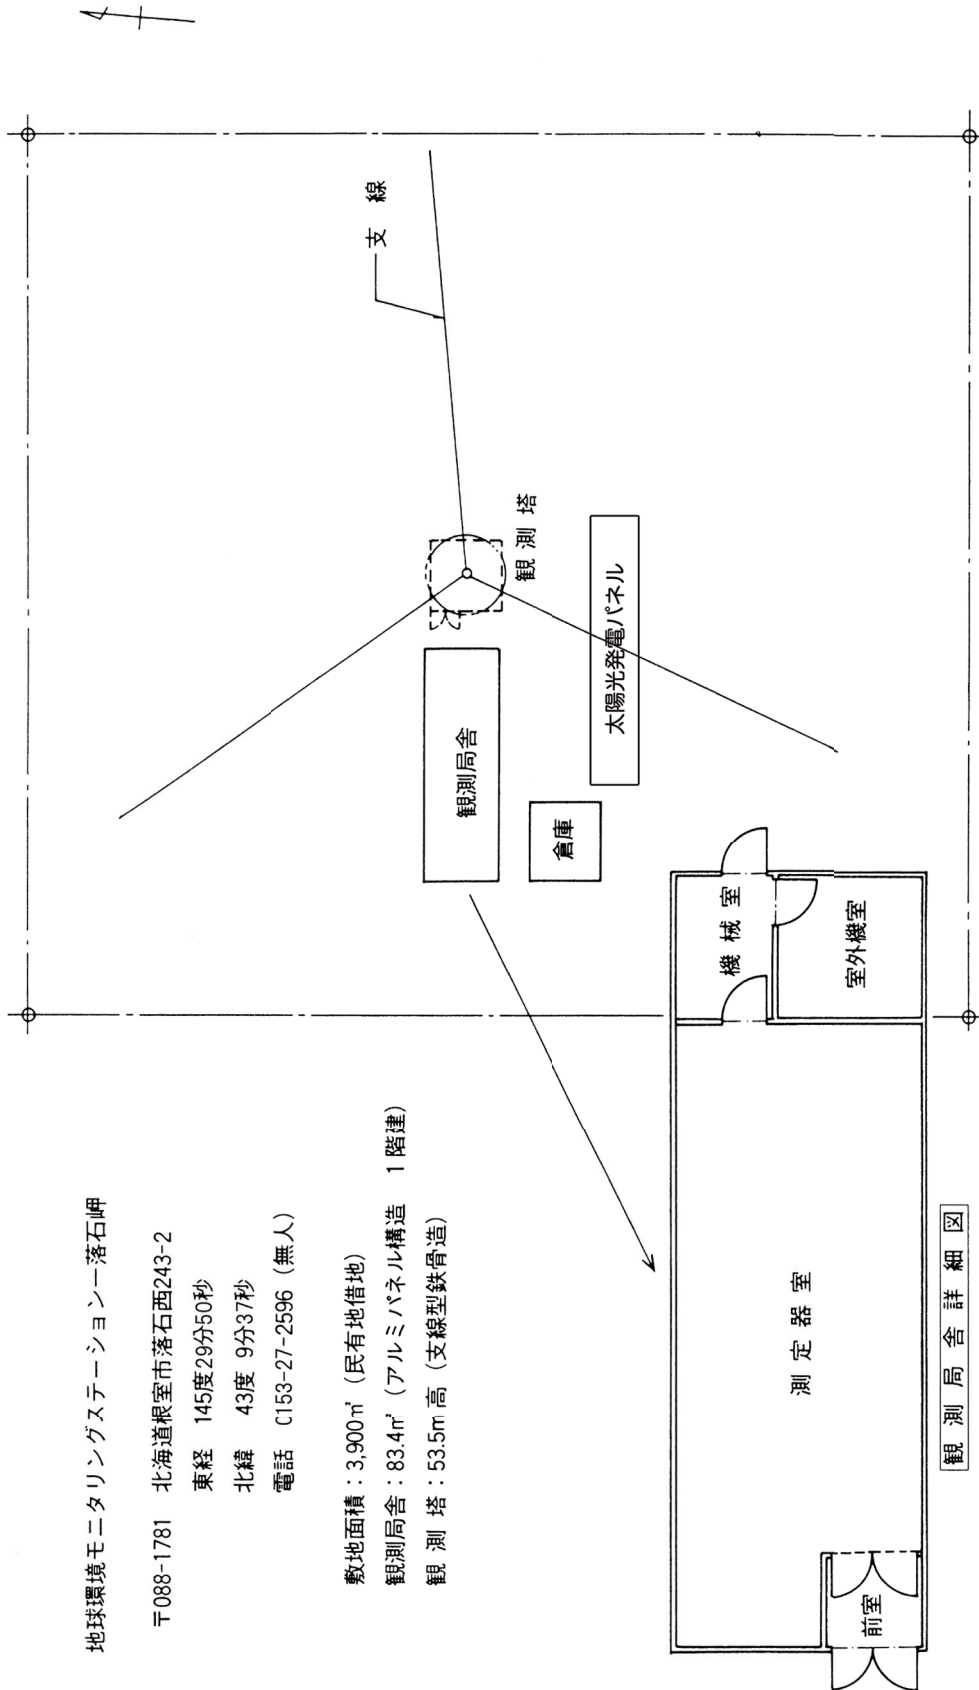 地球環境モニタリングステーション－落石岬
〒088-1781 北海道根室市落石西243-2
東経 145度29分50秒
北緯 43度 9分37秒
電話 0153-27-2596（無人）
敷地面積：3,900㎡（民有地借地）
観測局舎：83.4㎡（アルミパネル構造 1階建）
観測塔：53.5m高（支線型鉄骨造）
支線
観測塔
観測局舎
太陽光発電パネル
倉庫
機械室
室外機室
測定器室
前室
観測局舎詳細図